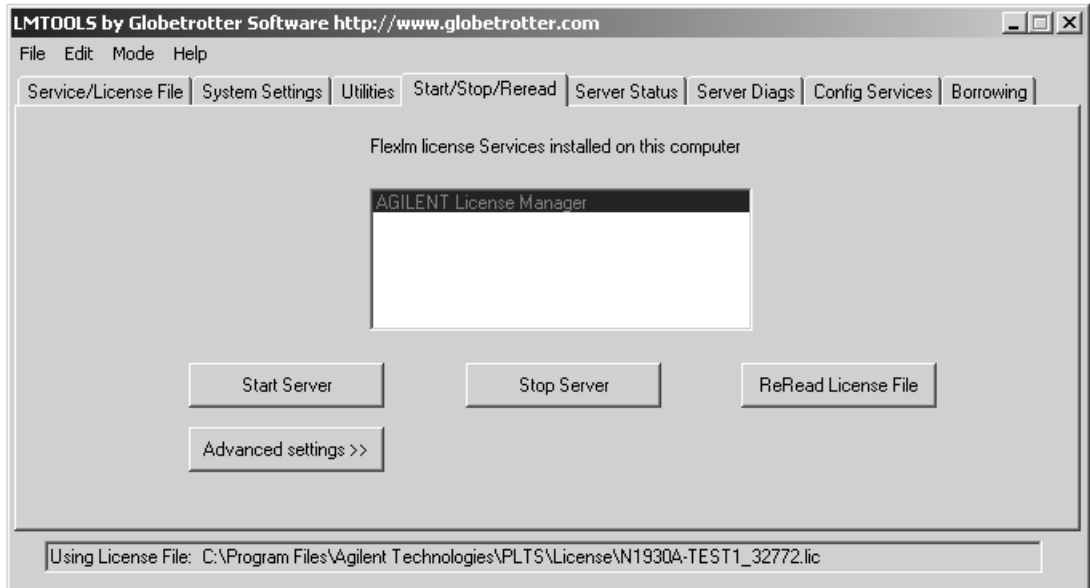 LMTOOLS by Globetrotter Software http://www.globetrotter.com
File Edit Mode Help
Service/License File System Settings Utilities Start/Stop/Reread Server Status Server Diags Config Services Borrowing
Flexlm license Services installed on this computer
AGILENT License Manager
Start Server Stop Server ReRead License File
Advanced settings >>
Using License File: C:\Program Files\Agilent Technologies\PLTS\License\N1930A-TEST1_32772.lic